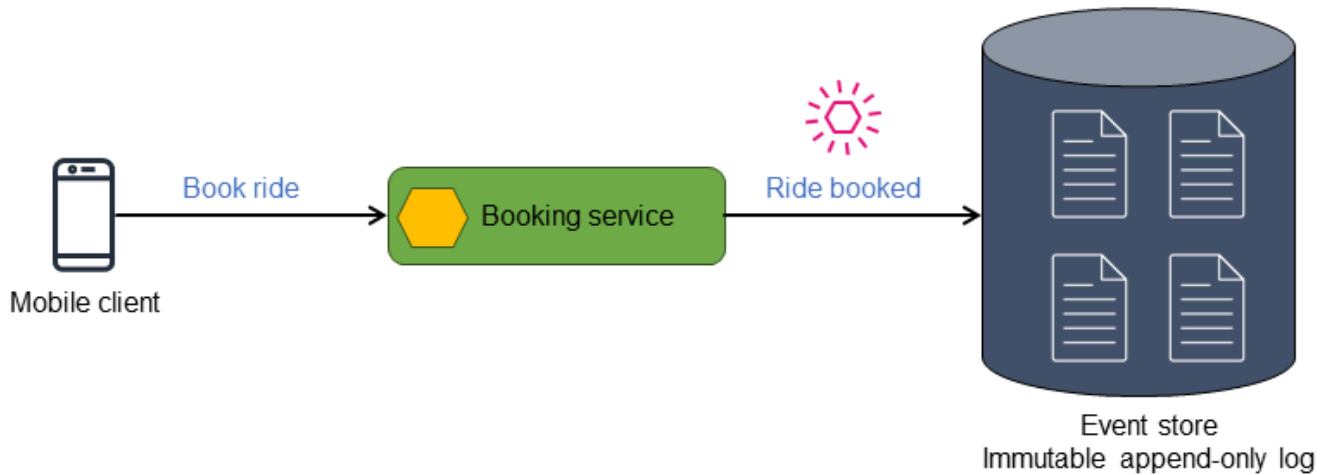 Book ride
Booking service
Ride booked
Mobile client
Event store
Immutable append-only log